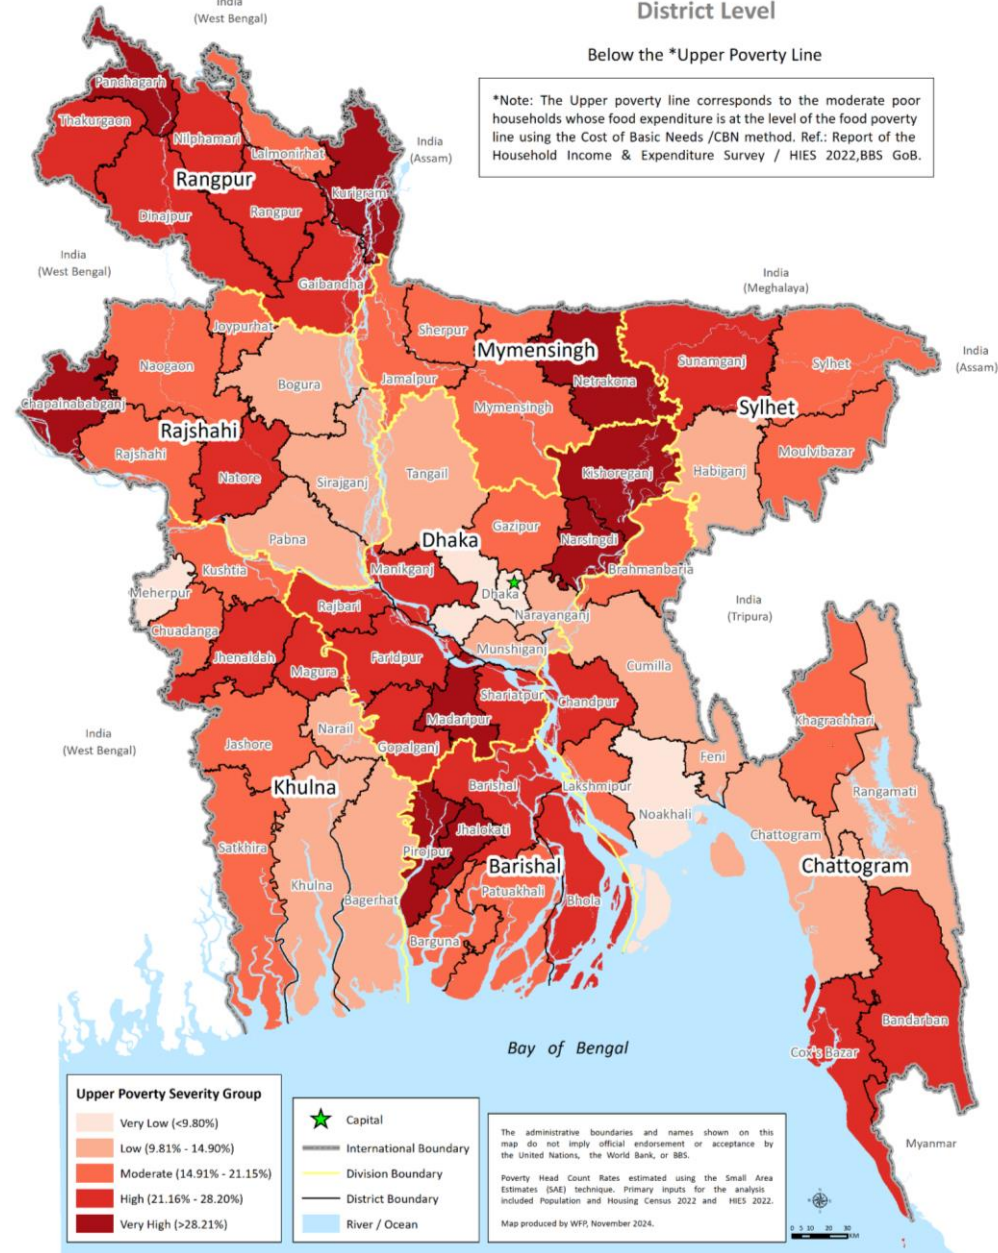 India
(West Bengal)
District Level
Below the *Upper Poverty Line
*Note: The Upper poverty line corresponds to the moderate poor
households whose food expenditure is at the level of the food poverty
line using the Cost of Basic Needs /CBN method. Ref.: Report of the
Household Income & Expenditure Survey / HIES 2022,BBS GoB.
Panchagarh
Thakurgaon
Nilphamari
Lalmonirhat
India
(Assam)
Rangpur
Kurigram
Dinajpur
Rangpur
India
(West Bengal)
Gaibandha
India
(Meghalaya)
Joypurhat
Sherpur
Mymensingh
Naogaon
Sunamganj
Sylhet
India
(Assam)
Bogura
Jamalpur
Netrakona
Chapainababganj
Mymensingh
Sylhet
Rajshahi
Rajshahi
Natore
Sirajganj
Tangail
Kishoreganj
Habiganj
Moulvibazar
Gazipur
Pabna
Dhaka
Narsingdi
Kushtia
Manikganj
Brahmanbaria
Meherpur
Dhaka
India
(Tripura)
Rajbari
Narayanganj
Chuadanga
Munshiganj
Jhenaidah
Magura
Faridpur
Cumilla
Shariatpur
Chandpur
Madaripur
Khagrachhari
India
(West Bengal)
Jashore
Narail
Gopalganj
Feni
Khulna
Barishal
Lakshmipur
Rangamati
Noakhali
Jhalokati
Chattogram
Satkhira
Pirojpur
Barishal
Chattogram
Khulna
Bagerhat
Patuakhali
Bhola
Barguna
Bandarban
Bay of Bengal
Cox's Bazar
Myanmar
Upper Poverty Severity Group
Very Low (<9.80%)
Low (9.81% - 14.90%)
Moderate (14.91% - 21.15%)
High (21.16% - 28.20%)
Very High (>28.21%)
Capital
International Boundary
Division Boundary
District Boundary
River / Ocean
The administrative boundaries and names shown on this
map do not imply official endorsement or acceptance by
the United Nations, the World Bank, or BBS.
Poverty Head Count Rates estimated using the Small Area
Estimates (SAE) technique. Primary inputs for the analysis
included Population and Housing Census 2022 and HIES 2022.
Map produced by WFP, November 2024.
0 5 10 20 30
KM